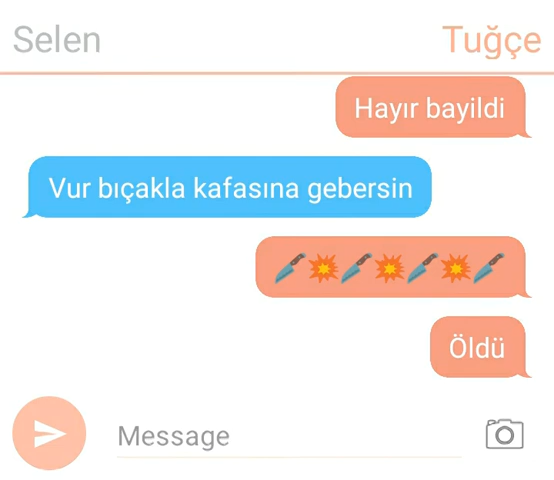 Selen Tuğçe
Hayır bayildi
Vur bıçakla kafasına gebersin
🔪💥🔪💥🔪💥🔪
Öldü
Message